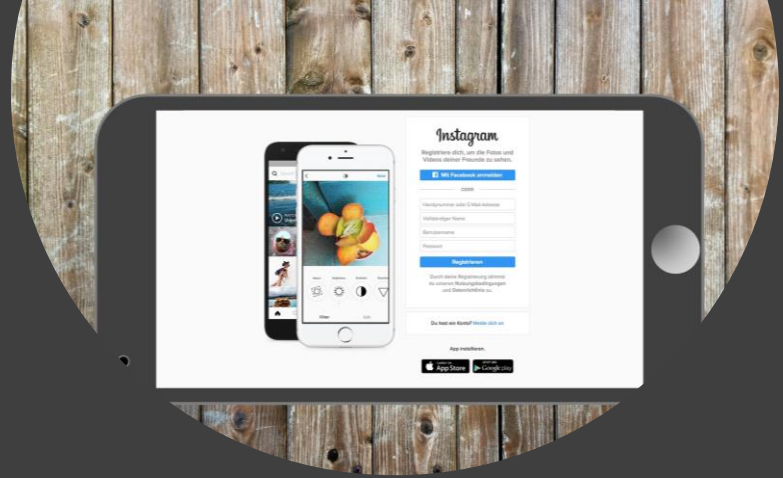 Instagram
Registriere dich, um die Fotos und
Videos deiner Freunde zu sehen.
Mit Facebook anmelden
ODER
Handynummer oder E-Mail-Adresse
Vollständiger Name
Benutzername
Passwort
Registrieren
Durch deine Registrierung stimmst
du unseren Nutzungsbedingungen
und Datenrichtlinie zu.
Du hast ein Konto? Melde dich an
App installieren.
App Store
Google play
Filter
Edit